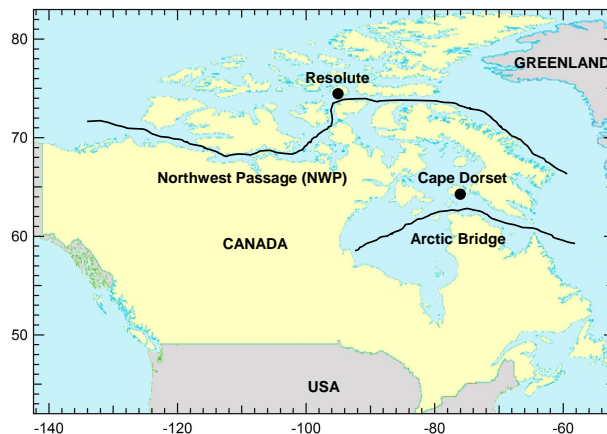 80
70
60
50
GREENLAND
Resolute
Northwest Passage (NWP)
Cape Dorset
CANADA
Arctic Bridge
USA
-140
-120
-100
-80
-60